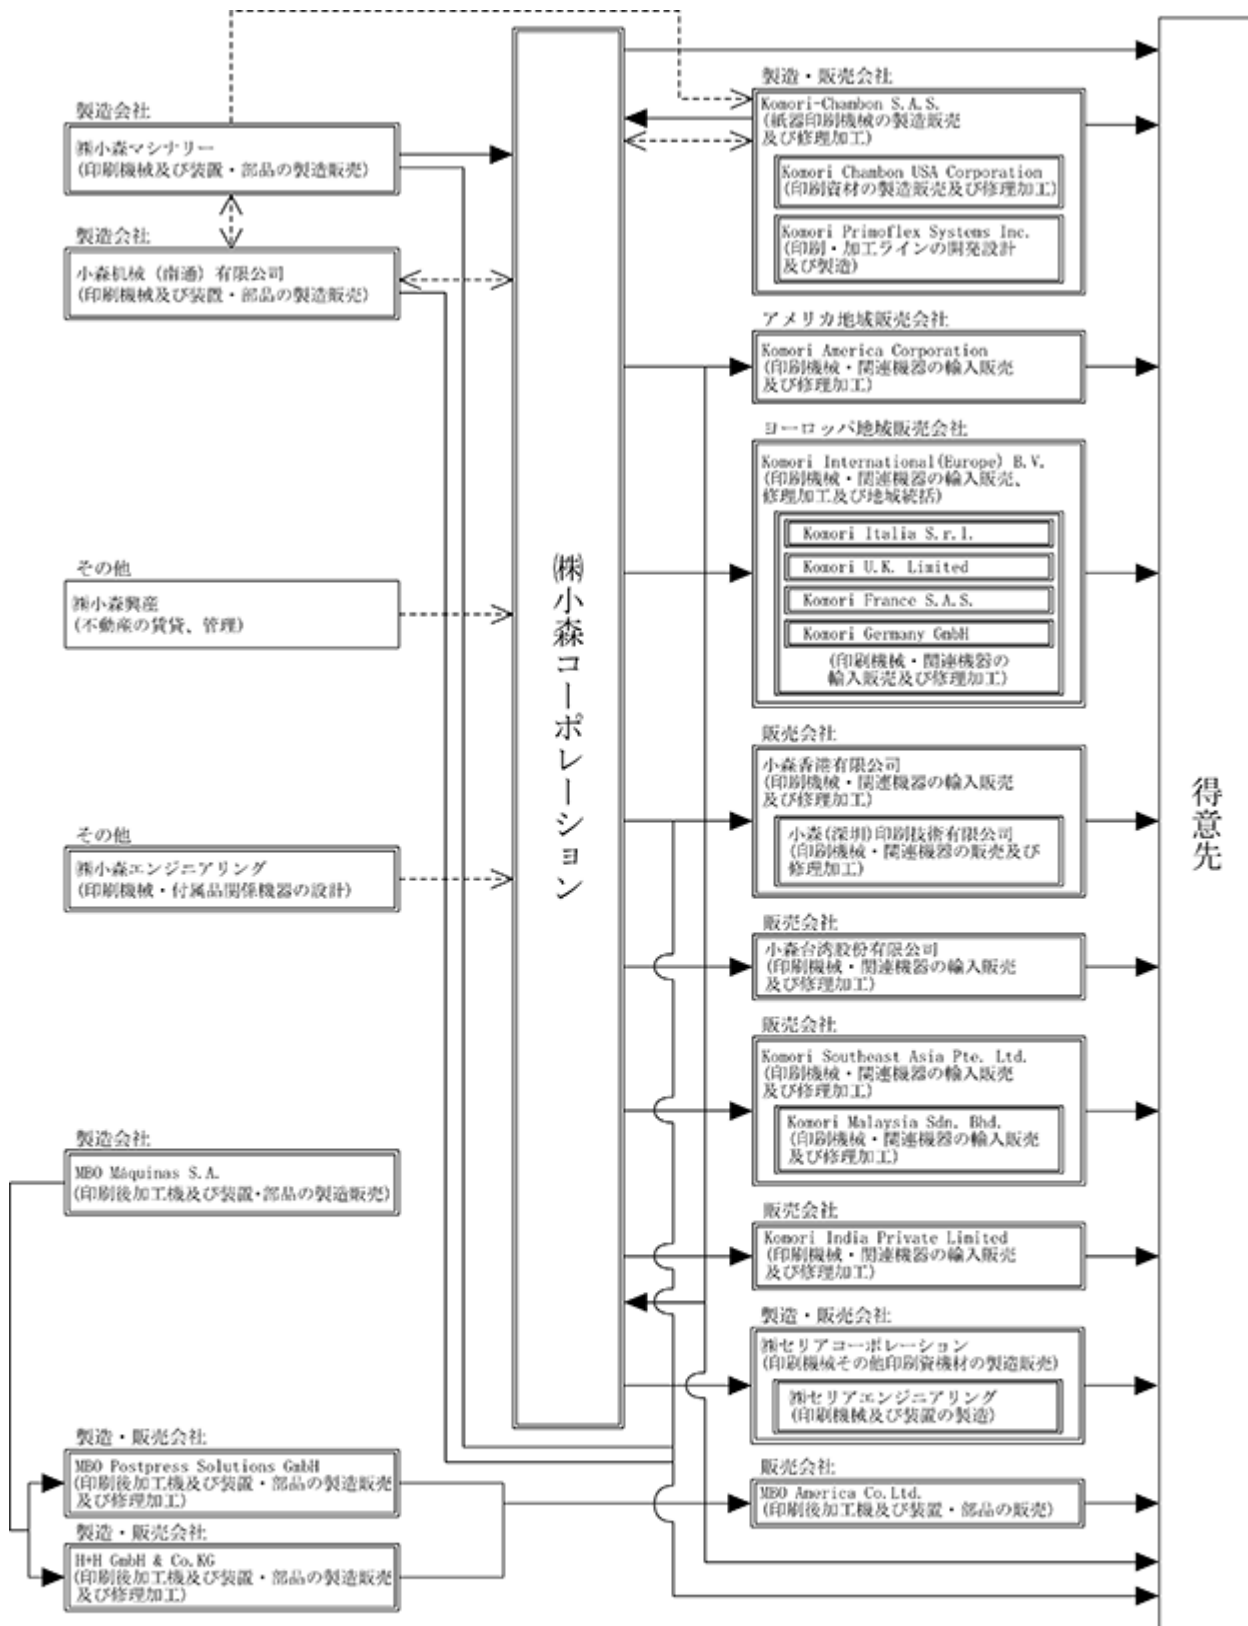 製造会社
㈱小森マシナリー
(印刷機械及び装置・部品の製造販売)
製造会社
小森机械（南通）有限公司
(印刷機械及び装置・部品の製造販売)
その他
㈱小森興産
(不動産の賃貸、管理)
その他
㈱小森エンジニアリング
(印刷機械・付属品関係機器の設計)
製造会社
MBO Máquinas S.A.
(印刷後加工機及び装置・部品の製造販売)
製造・販売会社
MBO Postpress Solutions GmbH
(印刷後加工機及び装置・部品の製造販売
及び修理加工)
製造・販売会社
H+H GmbH & Co.KG
(印刷後加工機及び装置・部品の製造販売
及び修理加工)
㈱小森コーポレーション
製造・販売会社
Komori-Chambon S.A.S.
(紙器印刷機械の製造販売
及び修理加工)
Komori Chambon USA Corporation
(印刷資材の製造販売及び修理加工)
Komori Primoflex Systems Inc.
(印刷・加工ラインの開発設計
及び製造)
アメリカ地域販売会社
Komori America Corporation
(印刷機械・関連機器の輸入販売
及び修理加工)
ヨーロッパ地域販売会社
Komori International(Europe) B.V.
(印刷機械・関連機器の輸入販売、
修理加工及び地域統括)
Komori Italia S.r.l.
Komori U.K. Limited
Komori France S.A.S.
Komori Germany GmbH
(印刷機械・関連機器の
輸入販売及び修理加工)
販売会社
小森香港有限公司
(印刷機械・関連機器の輸入販売
及び修理加工)
小森(深圳)印刷技術有限公司
(印刷機械・関連機器の販売及び
修理加工)
販売会社
小森台湾股份有限公司
(印刷機械・関連機器の輸入販売
及び修理加工)
販売会社
Komori Southeast Asia Pte. Ltd.
(印刷機械・関連機器の輸入販売
及び修理加工)
Komori Malaysia Sdn. Bhd.
(印刷機械・関連機器の輸入販売
及び修理加工)
販売会社
Komori India Private Limited
(印刷機械・関連機器の輸入販売
及び修理加工)
製造・販売会社
㈱セリアコーポレーション
(印刷機械その他印刷資機材の製造販売)
㈱セリアエンジニアリング
(印刷機械及び装置の製造)
販売会社
MBO America Co.Ltd.
(印刷後加工機及び装置・部品の販売)
得意先